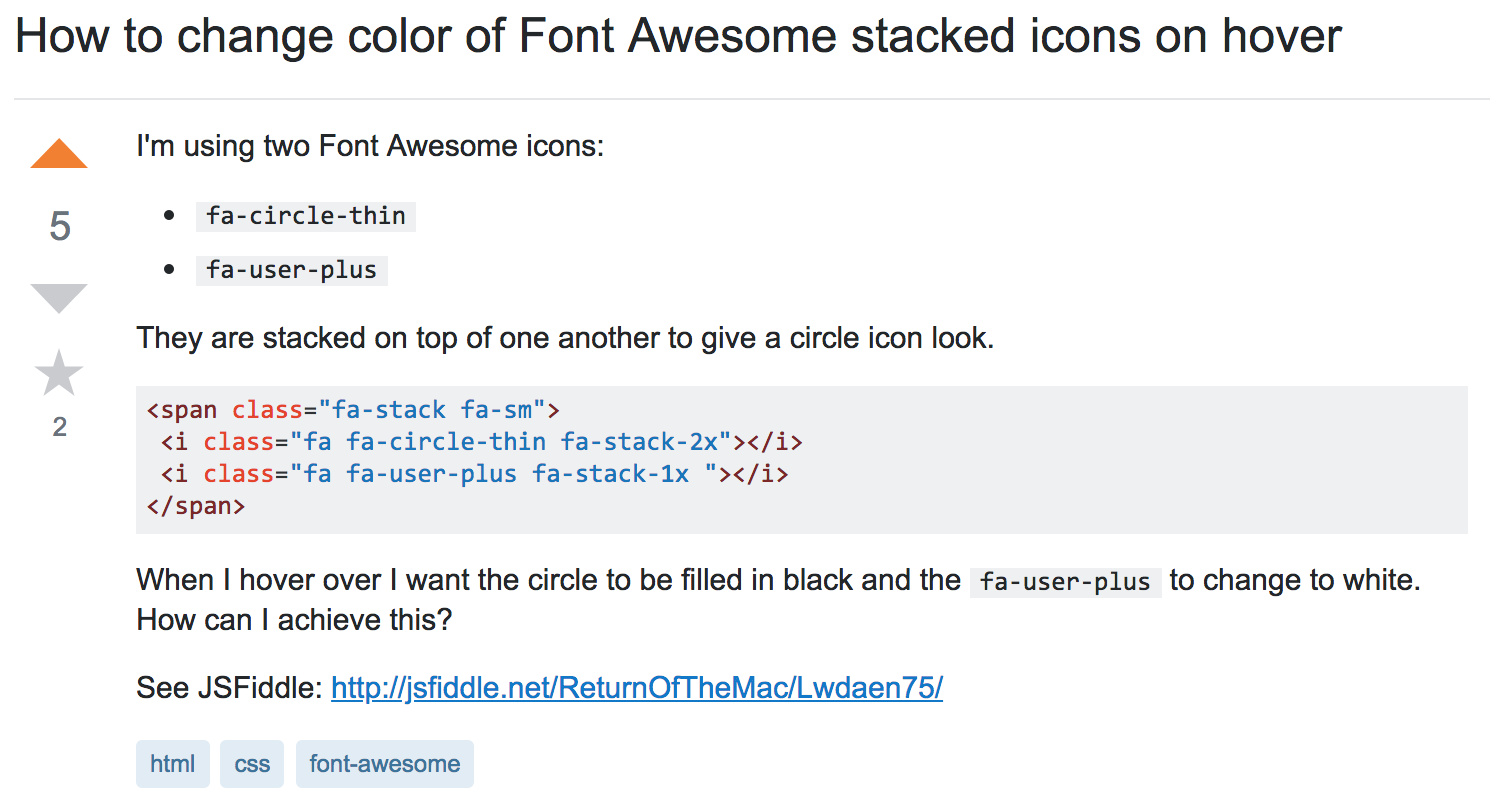 How to change color of Font Awesome stacked icons on hover
I'm using two Font Awesome icons:
5
• fa-circle-thin
• fa-user-plus
They are stacked on top of one another to give a circle icon look.
2
<span class="fa-stack fa-sm">
 <i class="fa fa-circle-thin fa-stack-2x"></i>
 <i class="fa fa-user-plus fa-stack-1x "></i>
</span>
When I hover over I want the circle to be filled in black and the fa-user-plus to change to white.
How can I achieve this?
See JSFiddle: http://jsfiddle.net/ReturnOfTheMac/Lwdaen75/
html css font-awesome